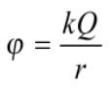 φ = kQ / r